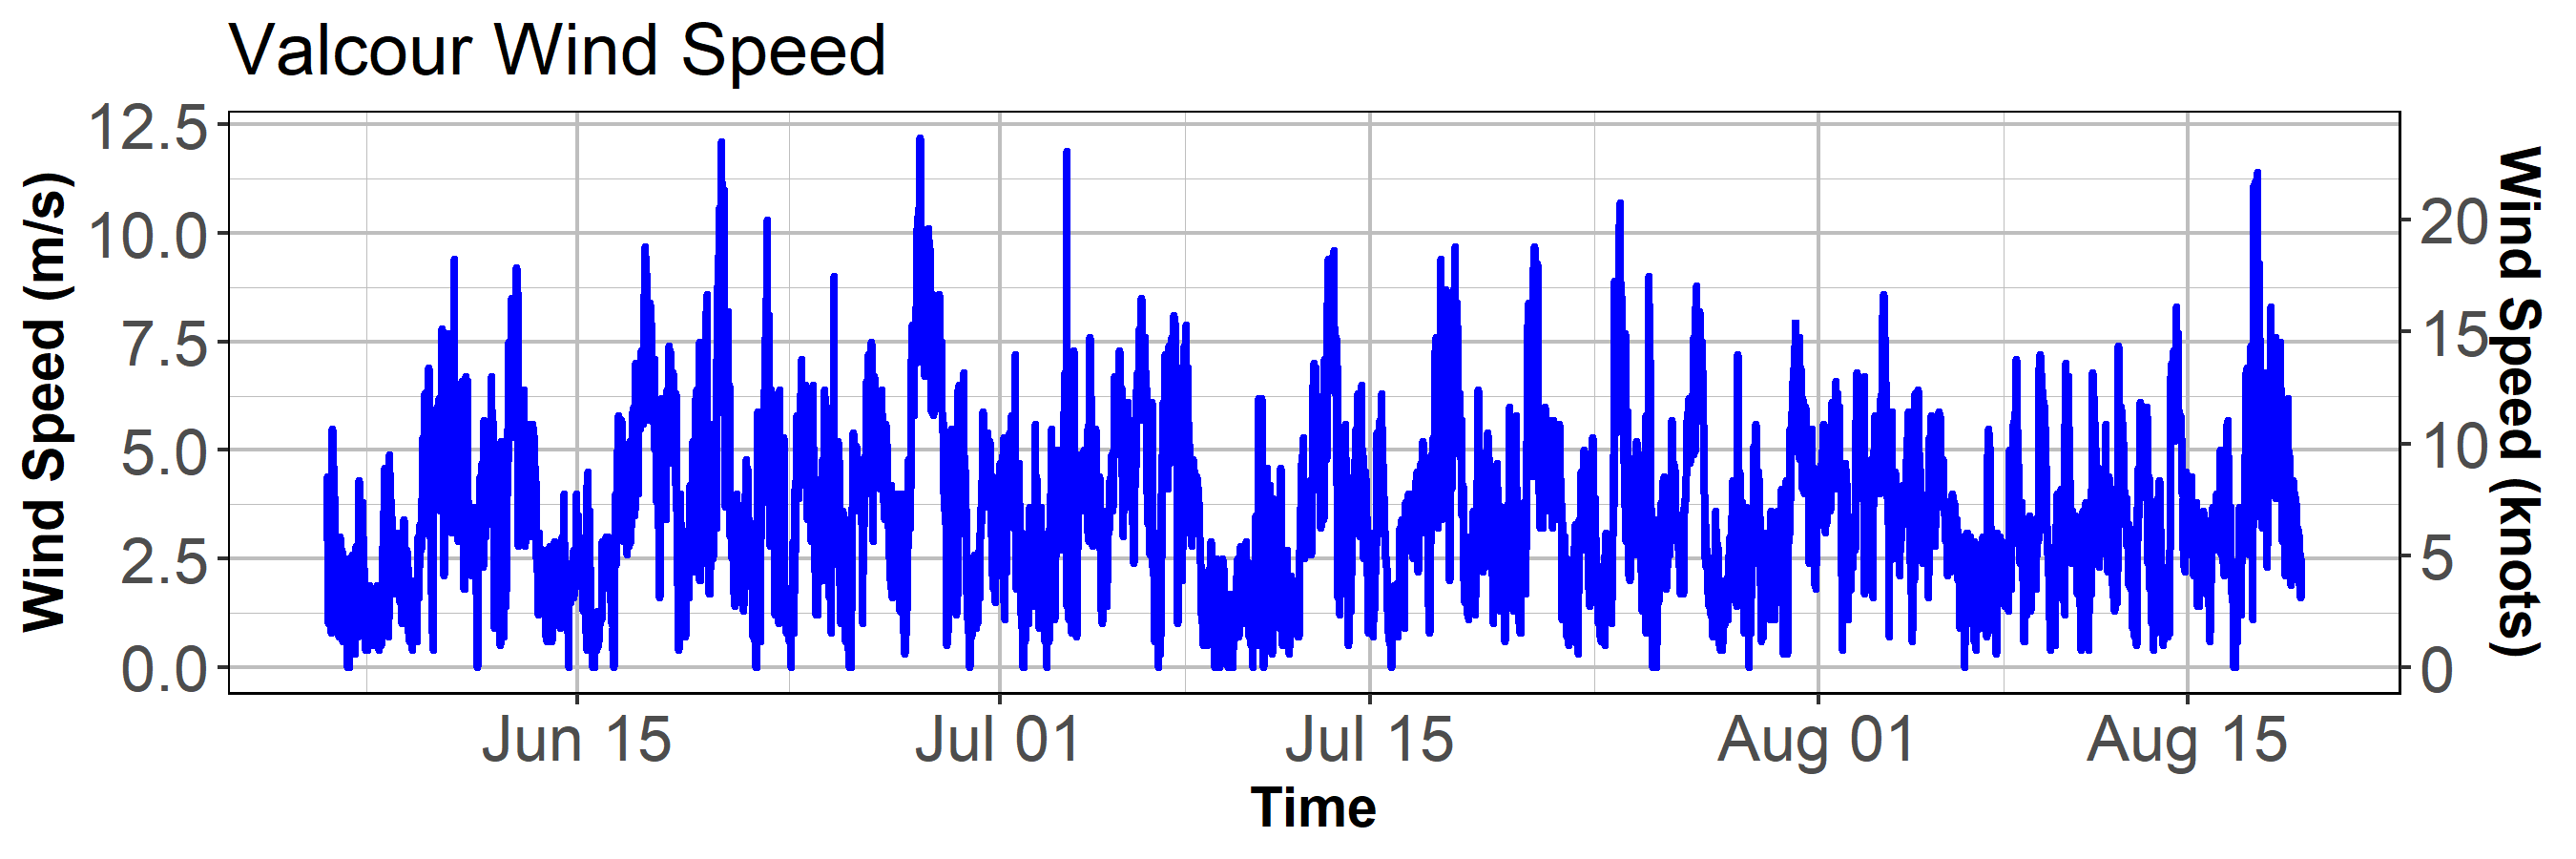 Valcour Wind Speed
Wind Speed (m/s)
12.5
10.0
7.5
5.0
2.5
0.0
Wind Speed (knots)
20
15
10
5
0
Jun 15
Jul 01
Jul 15
Aug 01
Aug 15
Time